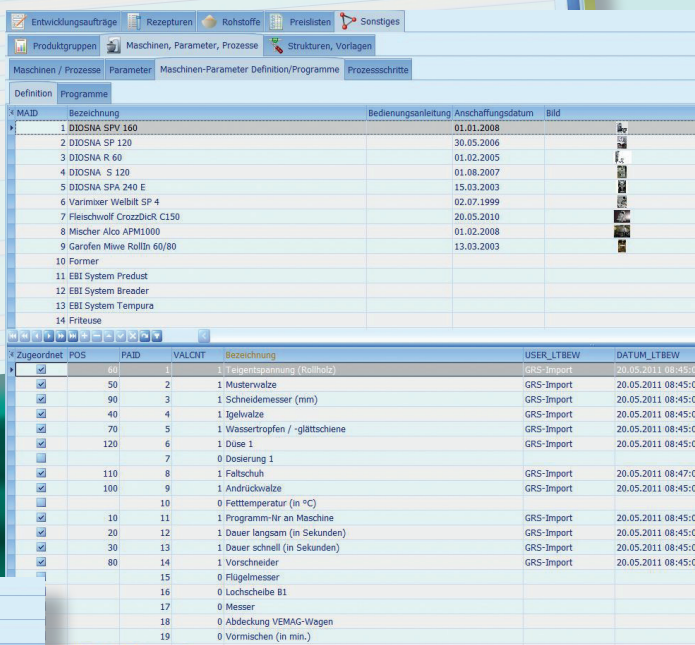 Entwicklungsaufträge Rezepturen Rohstoffe Preislisten Sonstiges
Produktgruppen Maschinen, Parameter, Prozesse Strukturen, Vorlagen
Maschinen / Prozesse Parameter Maschinen-Parameter Definition/Programme Prozessschritte
Definition Programme
MAID Bezeichnung Bedienungsanleitung Anschaffungsdatum Bild
1 DIOSNA SPV 160 01.01.2008
2 DIOSNA SP 120 30.05.2006
3 DIOSNA R 60 01.02.2005
4 DIOSNA S 120 01.08.2007
5 DIOSNA SPA 240 E 15.03.2003
6 Varimixer Welbilt SP 4 02.07.1999
7 Fleischwolf CrozzDicR C150 20.05.2010
8 Mischer Alco APM1000 01.02.2008
9 Garofen Miwe RollIn 60/80 13.03.2003
10 Former
11 EBI System Predust
12 EBI System Breader
13 EBI System Tempura
14 Friteuse
Zugeordnet POS PAID VALCNT Bezeichnung USER_LTBEW DATUM_LTBEW
60 1 1 Teigentspannung (Rollholz) GRS-Import 20.05.2011 08:45:0
50 2 1 Musterwalze GRS-Import 20.05.2011 08:45:0
90 3 1 Schneidemesser (mm) GRS-Import 20.05.2011 08:45:0
40 4 1 Igelwalze GRS-Import 20.05.2011 08:45:0
70 5 1 Wassertropfen / -glättschiene GRS-Import 20.05.2011 08:45:0
120 6 1 Düse 1 GRS-Import 20.05.2011 08:45:0
7 0 Dosierung 1
110 8 1 Faltschuh GRS-Import 20.05.2011 08:47:0
100 9 1 Andrückwalze GRS-Import 20.05.2011 08:45:0
10 0 Fetttemperatur (in °C)
10 11 1 Programm-Nr an Maschine GRS-Import 20.05.2011 08:45:0
20 12 1 Dauer langsam (in Sekunden) GRS-Import 20.05.2011 08:45:0
30 13 1 Dauer schnell (in Sekunden) GRS-Import 20.05.2011 08:45:0
80 14 1 Vorschneider GRS-Import 20.05.2011 08:45:0
15 0 Flügelmesser
16 0 Lochscheibe B1
17 0 Messer
18 0 Abdeckung VEMAG-Wagen
19 0 Vormischen (in min.)